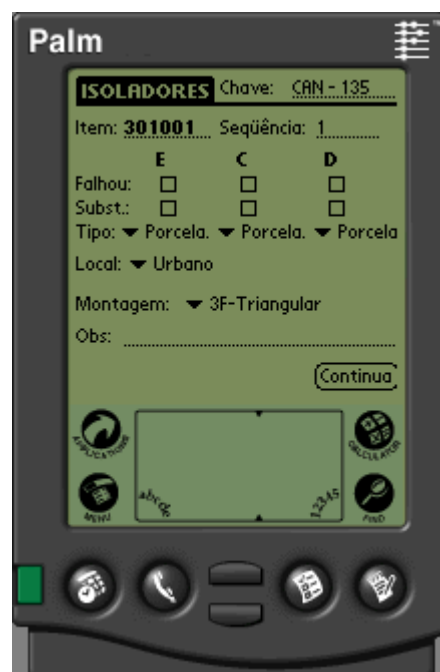 Palm
ISOLADORES Chave: CAN - 135
Item: 301001 Seqüência: 1
E C D
Falhou:
Subst.:
Tipo: Porcela. Porcela. Porcela
Local: Urbano
Montagem: 3F-Triangular
Obs:
Continua
APPLICATIONS CALCULATOR
MENU abcde 12345 FIND